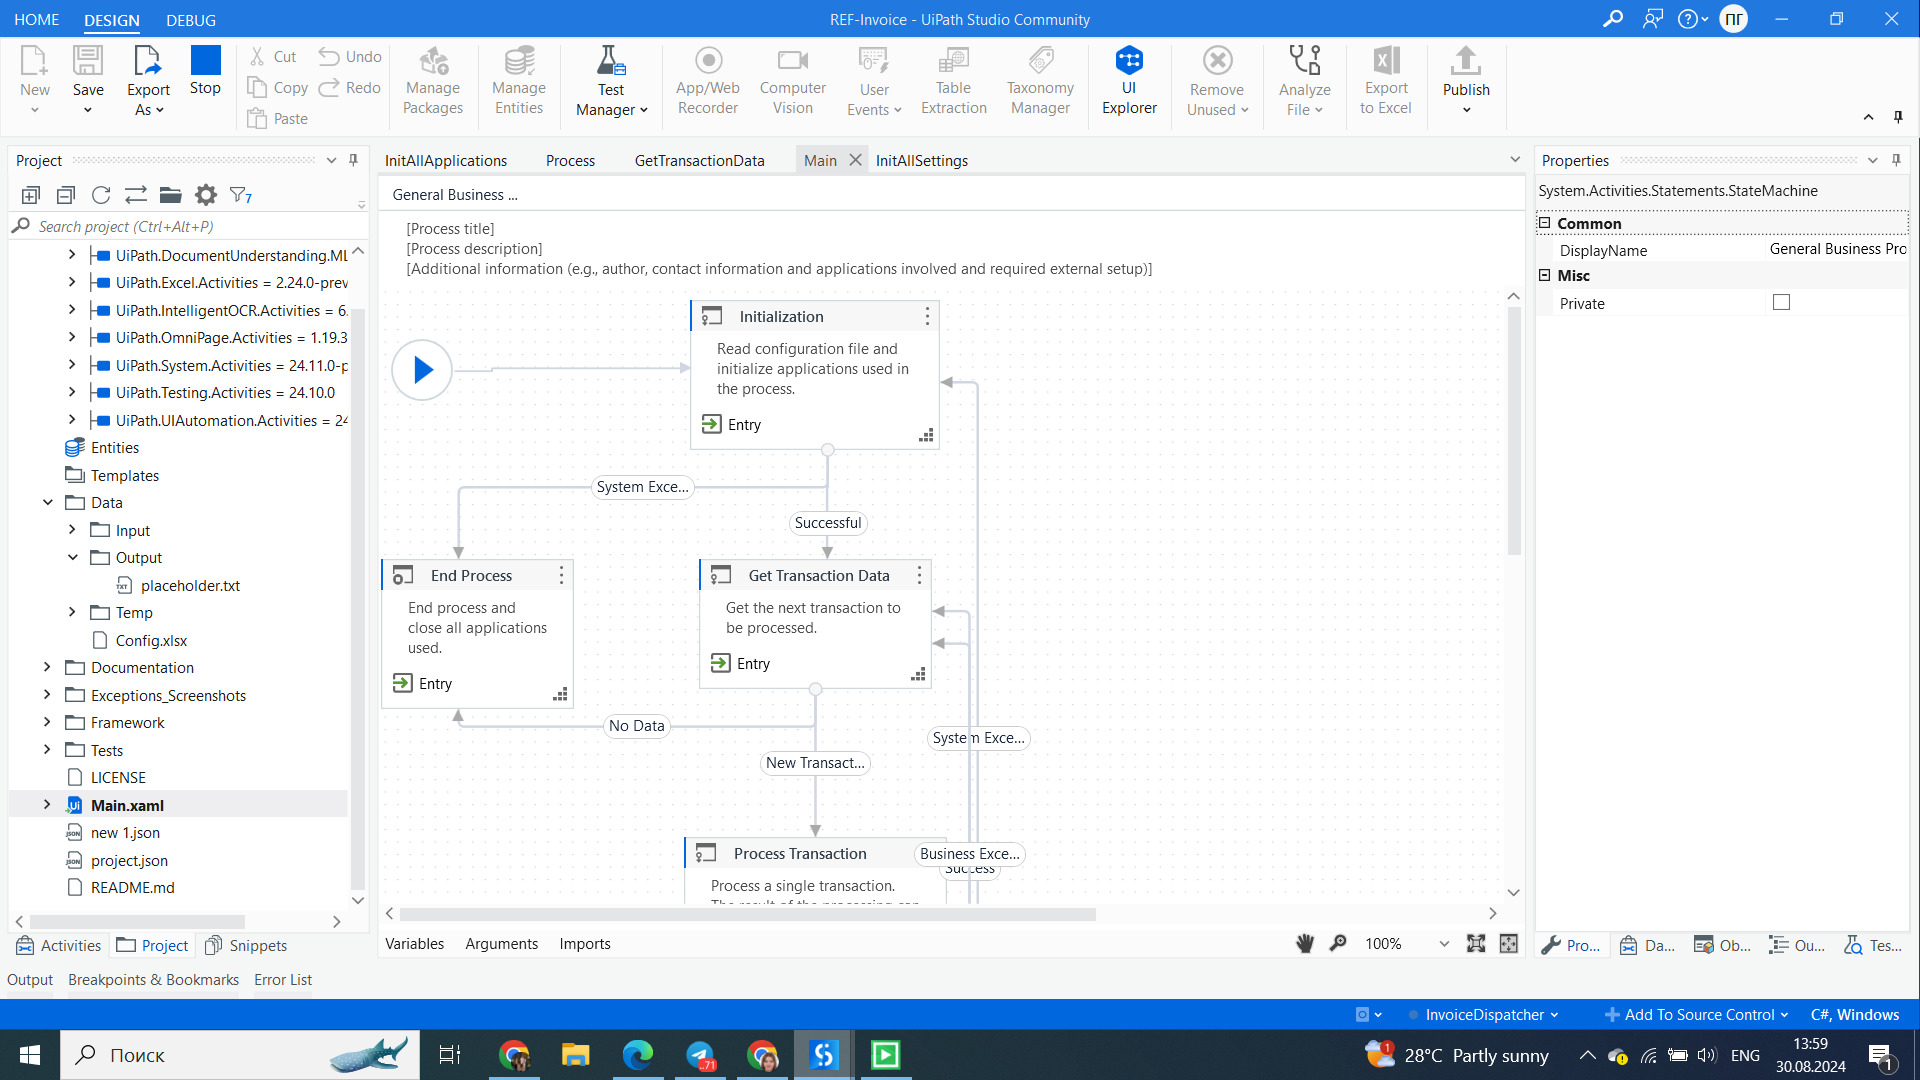 HOME
DESIGN
DEBUG
REF-Invoice - UiPath Studio Community
ПГ
New
Save
Export As
Stop
Cut
Copy
Paste
Undo
Redo
Manage Packages
Manage Entities
Test Manager
App/Web Recorder
Computer Vision
User Events
Table Extraction
Taxonomy Manager
UI Explorer
Remove Unused
Analyze File
Export to Excel
Publish
Project
7
Search project (Ctrl+Alt+P)
UiPath.DocumentUnderstanding.ML
UiPath.Excel.Activities = 2.24.0-prev
UiPath.IntelligentOCR.Activities = 6.
UiPath.OmniPage.Activities = 1.19.3
UiPath.System.Activities = 24.11.0-p
UiPath.Testing.Activities = 24.10.0
UiPath.UIAutomation.Activities = 24
Entities
Templates
Data
Input
Output
placeholder.txt
Temp
Config.xlsx
Documentation
Exceptions_Screenshots
Framework
Tests
LICENSE
Main.xaml
new 1.json
project.json
README.md
Activities
Project
Snippets
InitAllApplications
Process
GetTransactionData
Main
InitAllSettings
General Business ...
[Process title]
[Process description]
[Additional information (e.g., author, contact information and applications involved and required external setup)]
Initialization
Read configuration file and
initialize applications used in
the process.
Entry
System Exce...
Successful
End Process
End process and
close all applications
used.
Entry
Get Transaction Data
Get the next transaction to
be processed.
Entry
No Data
System Exce...
New Transact...
Process Transaction
Business Exce...
Success
Process a single transaction.
The result of the processing can
Variables
Arguments
Imports
100%
Properties
System.Activities.Statements.StateMachine
Common
DisplayName
General Business Pro
Misc
Private
Pro...
Da...
Ob...
Ou...
Tes...
Output
Breakpoints & Bookmarks
Error List
InvoiceDispatcher
Add To Source Control
C#, Windows
Поиск
71
1
28°C Partly sunny
ENG
13:59
30.08.2024
1